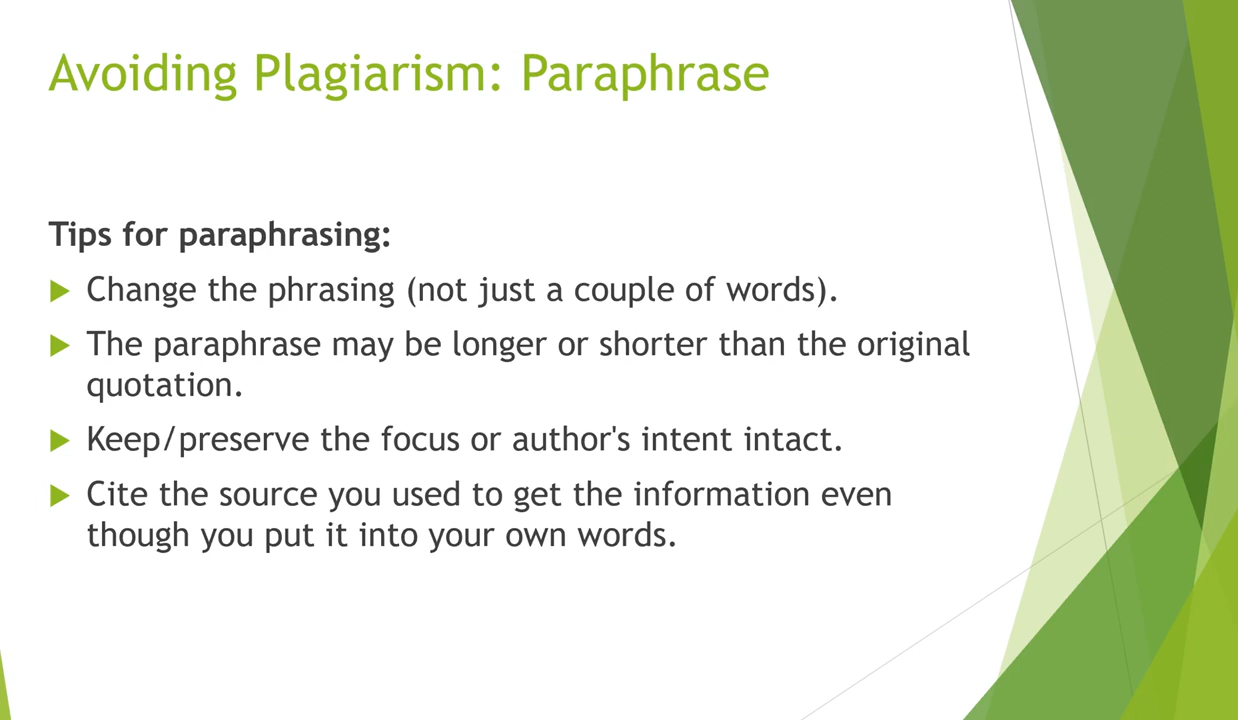 Avoiding Plagiarism: Paraphrase
Tips for paraphrasing:
Change the phrasing (not just a couple of words).
The paraphrase may be longer or shorter than the original
quotation.
Keep/preserve the focus or author's intent intact.
Cite the source you used to get the information even
though you put it into your own words.